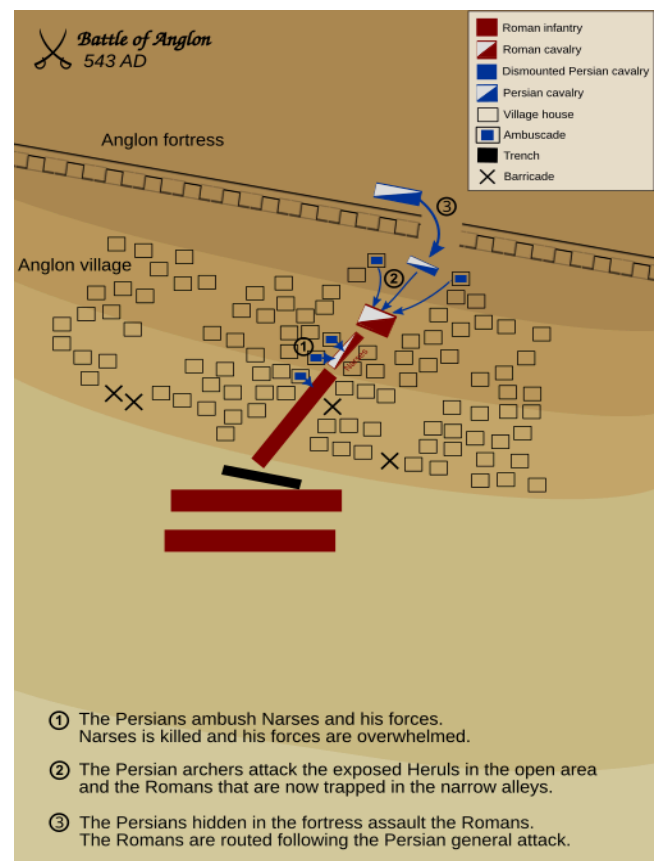 Battle of Anglon
543 AD
Roman infantry
Roman cavalry
Dismounted Persian cavalry
Persian cavalry
Village house
Ambuscade
Trench
Barricade
Anglon fortress
3
Anglon village
2
1
Narses
1 The Persians ambush Narses and his forces.
Narses is killed and his forces are overwhelmed.
2 The Persian archers attack the exposed Heruls in the open area
and the Romans that are now trapped in the narrow alleys.
3 The Persians hidden in the fortress assault the Romans.
The Romans are routed following the Persian general attack.